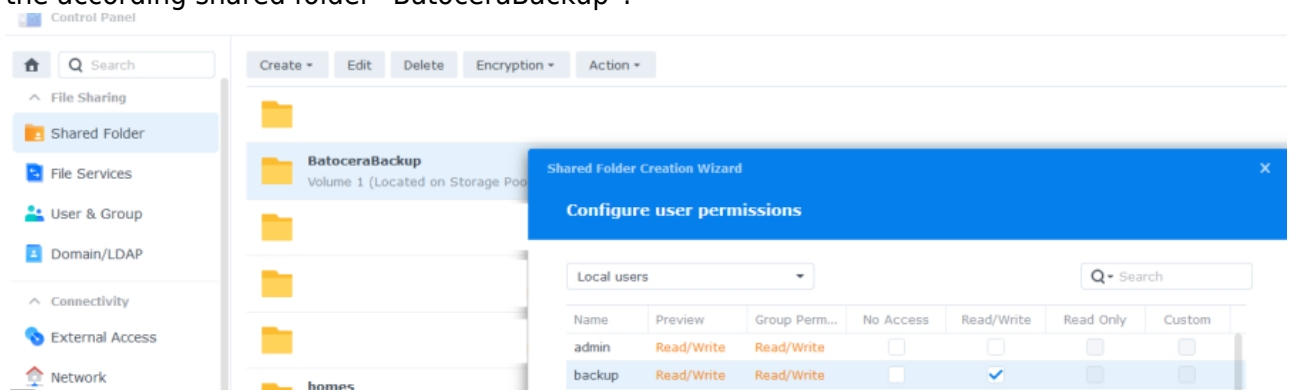 the according shared folder "BatoceraBackup".
Control Panel
Search
Create Edit Delete Encryption Action
File Sharing
Shared Folder
BatoceraBackup
Volume 1 (Located on Storage Poo
File Services
User & Group
Domain/LDAP
Connectivity
External Access
Network
homes
Shared Folder Creation Wizard
Configure user permissions
Local users
Search
Name Preview Group Perm... No Access Read/Write Read Only Custom
admin Read/Write Read/Write
backup Read/Write Read/Write